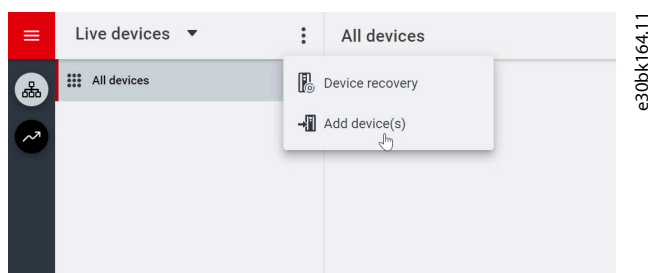 Live devices
All devices
All devices
Device recovery
Add device(s)
e30bk164.11